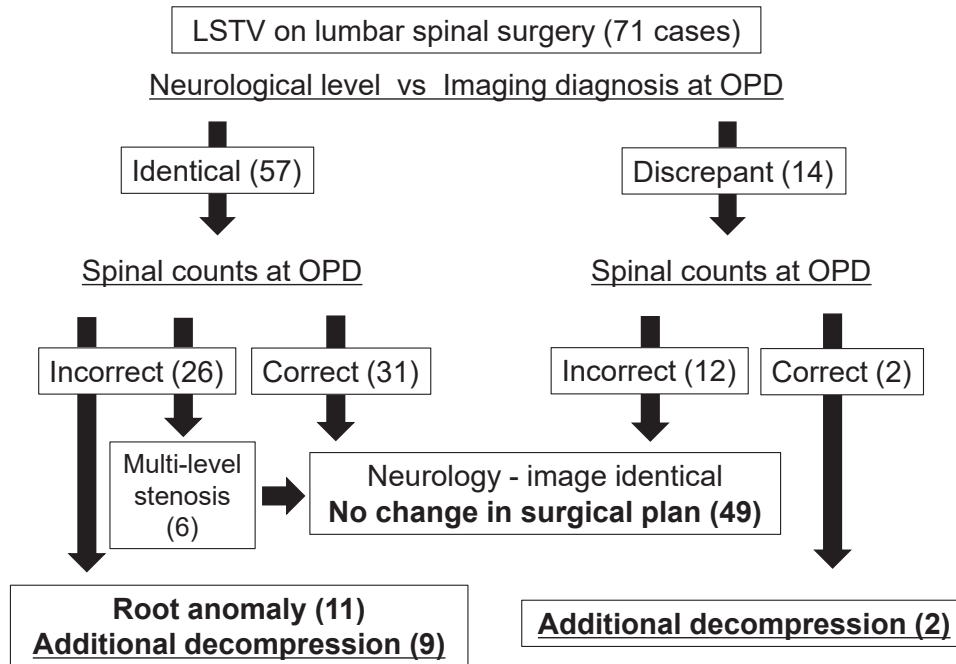 LSTV on lumbar spinal surgery (71 cases)
Neurological level vs Imaging diagnosis at OPD
Identical (57)
Discrepant (14)
Spinal counts at OPD
Spinal counts at OPD
Incorrect (26)
Correct (31)
Incorrect (12)
Correct (2)
Multi-level
stenosis
(6)
Neurology - image identical
No change in surgical plan (49)
Root anomaly (11)
Additional decompression (9)
Additional decompression (2)